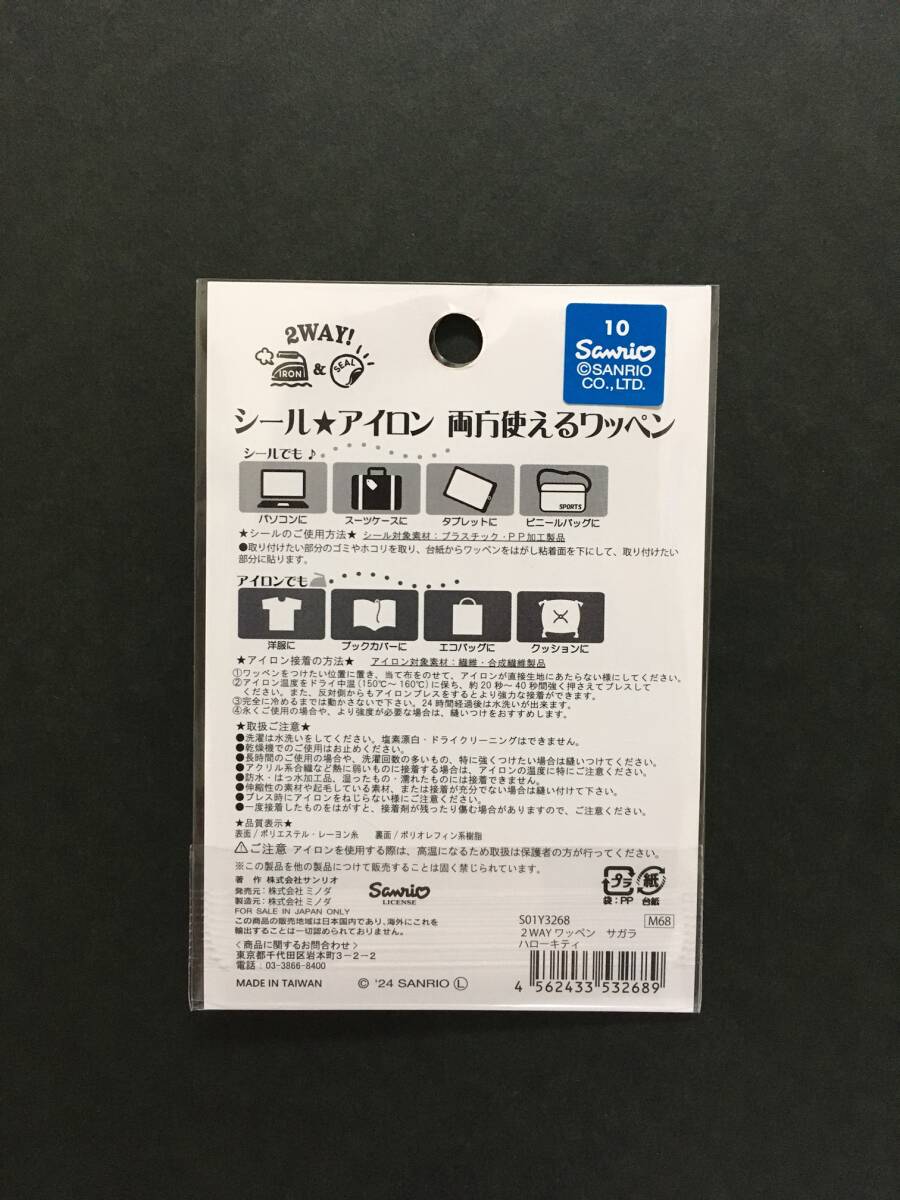 2WAY!
IRON & SEAL
10
Sanrio
©SANRIO
CO.,LTD.
シール★アイロン 両方使えるワッペン
シールでも♪
SPORTS
パソコンに スーツケースに タブレットに ビニールバッグに
★シールのご使用方法★ シール対象素材：プラスチック・PP加工製品
●取り付けたい部分のゴミやホコリを取り、台紙からワッペンをはがし粘着面を下にして、取り付けたい
部分に貼ります。
アイロンでも
洋服に ブックカバーに エコバッグに クッションに
★アイロン接着の方法★ アイロン対象素材：繊維・合成繊維製品
①ワッペンをつけたい位置に置き、当て布をのせて、アイロンが直接生地にあたらない様にしてください。
②アイロン温度をドライ中温（150℃～160℃）に保ち、約20秒～40秒間強く押さえてプレスして
ください。また、反対側からもアイロンプレスをするとより強力な接着ができます。
③完全に冷めるまでは動かさないで下さい。24時間経過後は水洗いが出来ます。
④永くご使用の場合や、より強度が必要な場合は、縫いつけをおすすめします。
★取扱ご注意★
●洗濯は水洗いをしてください。塩素漂白・ドライクリーニングはできません。
●乾燥機でのご使用はお止めください。
●長時間のご使用の場合や、洗濯回数の多いもの、特に強くつけたい場合は縫いつけてください。
●アクリル系合繊など熱に弱いものに接着する場合は、アイロンの温度に特にご注意ください。
●防水・はっ水加工品、湿ったもの・濡れたものには接着できません。
●伸縮性の素材や起毛している素材、または接着が充分でない場合は縫い付けて下さい。
●プレス時にアイロンをねじらない様にご注意ください。
●一度接着したものをはがすと、接着剤が残ったり傷む場合がありますので、ご注意ください。
★品質表示★
表面/ポリエステル・レーヨン糸 裏面/ポリオレフィン系樹脂
⚠ご注意 アイロンを使用する際は、高温になるため取扱は保護者の方が行ってください。
※この製品を他の製品につけて販売することは固く禁じられています。
著 作 株式会社サンリオ
発売元：株式会社 ミノダ
製造元：株式会社 ミノダ
FOR SALE IN JAPAN ONLY
この商品の販売地域は日本国内であり、海外にこれを
輸出することは一切認められておりません。
〈商品に関するお問合わせ〉
東京都千代田区岩本町3－2－2
電話：03-3866-8400
MADE IN TAIWAN
Sanrio
LICENSE
© '24 SANRIO Ⓛ
プラ
袋：PP
紙
台紙
S01Y3268
M68
2WAYワッペン サガラ
ハローキティ
4 562433 532689